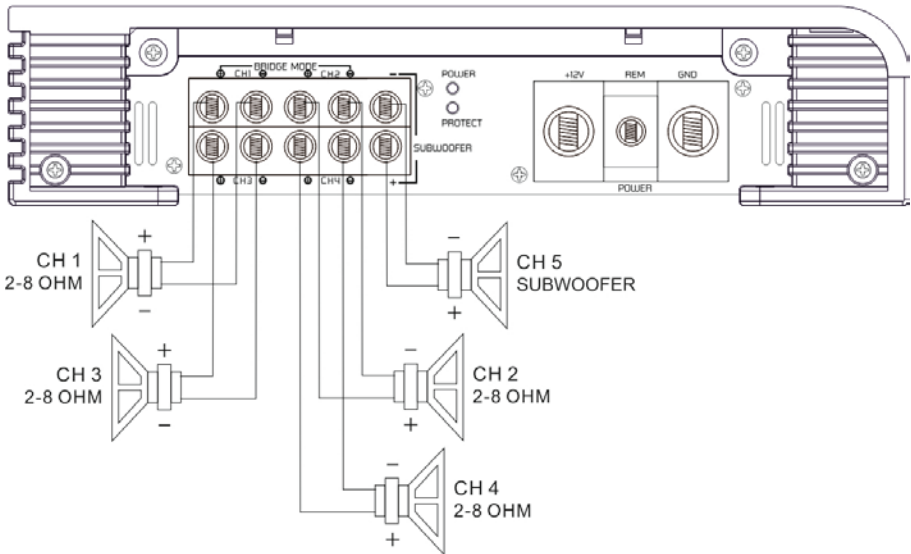 BRIDGE MODE
⊕ CH1 ⊖ ⊕ CH2 ⊖ −
POWER
PROTECT
SUBWOOFER
⊕ CH3 ⊖ ⊕ CH4 ⊖ +
+12V REM GND
POWER
+
CH 1
2-8 OHM
−
−
CH 5
SUBWOOFER
+
+
CH 3
2-8 OHM
−
−
CH 2
2-8 OHM
+
−
CH 4
2-8 OHM
+